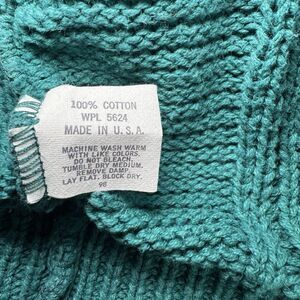 100% COTTON
WPL 5624
MADE IN U.S.A.
MACHINE WASH WARM
WITH LIKE COLORS.
DO NOT BLEACH.
TUMBLE DRY MEDIUM.
REMOVE DAMP
LAY FLAT. BLOCK DRY.
98